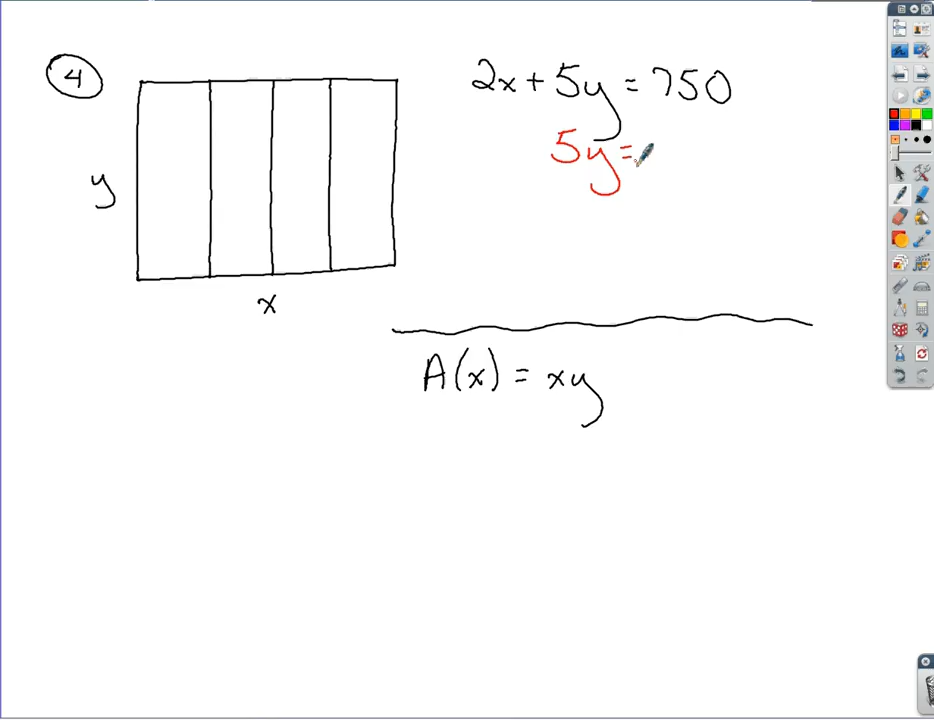 4
2x + 5y = 750
5y =
y
x
A(x) = xy